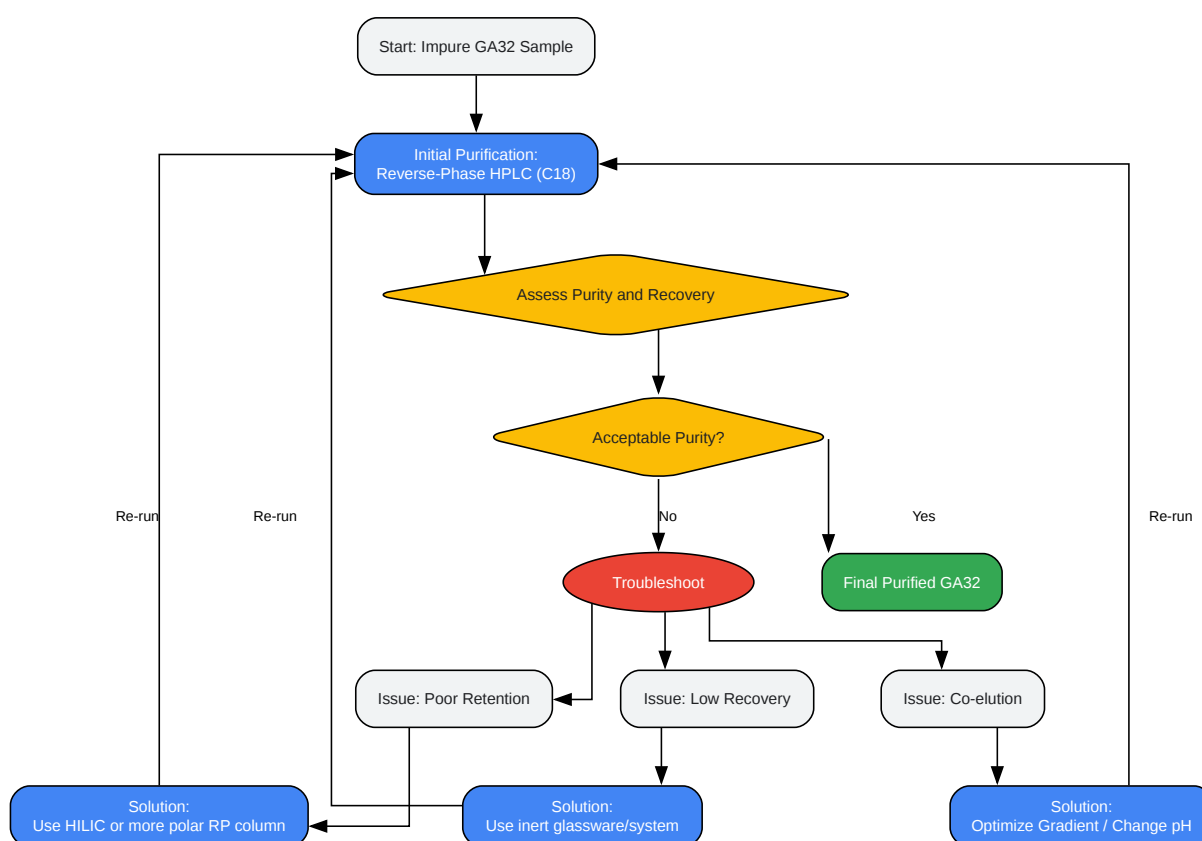 Start: Impure GA32 Sample
Initial Purification:
Reverse-Phase HPLC (C18)
Assess Purity and Recovery
Acceptable Purity?
Re-run
Re-run
No
Yes
Re-run
Troubleshoot
Final Purified GA32
Issue: Poor Retention
Issue: Low Recovery
Issue: Co-elution
Solution:
Use HILIC or more polar RP column
Solution:
Use inert glassware/system
Solution:
Optimize Gradient / Change pH